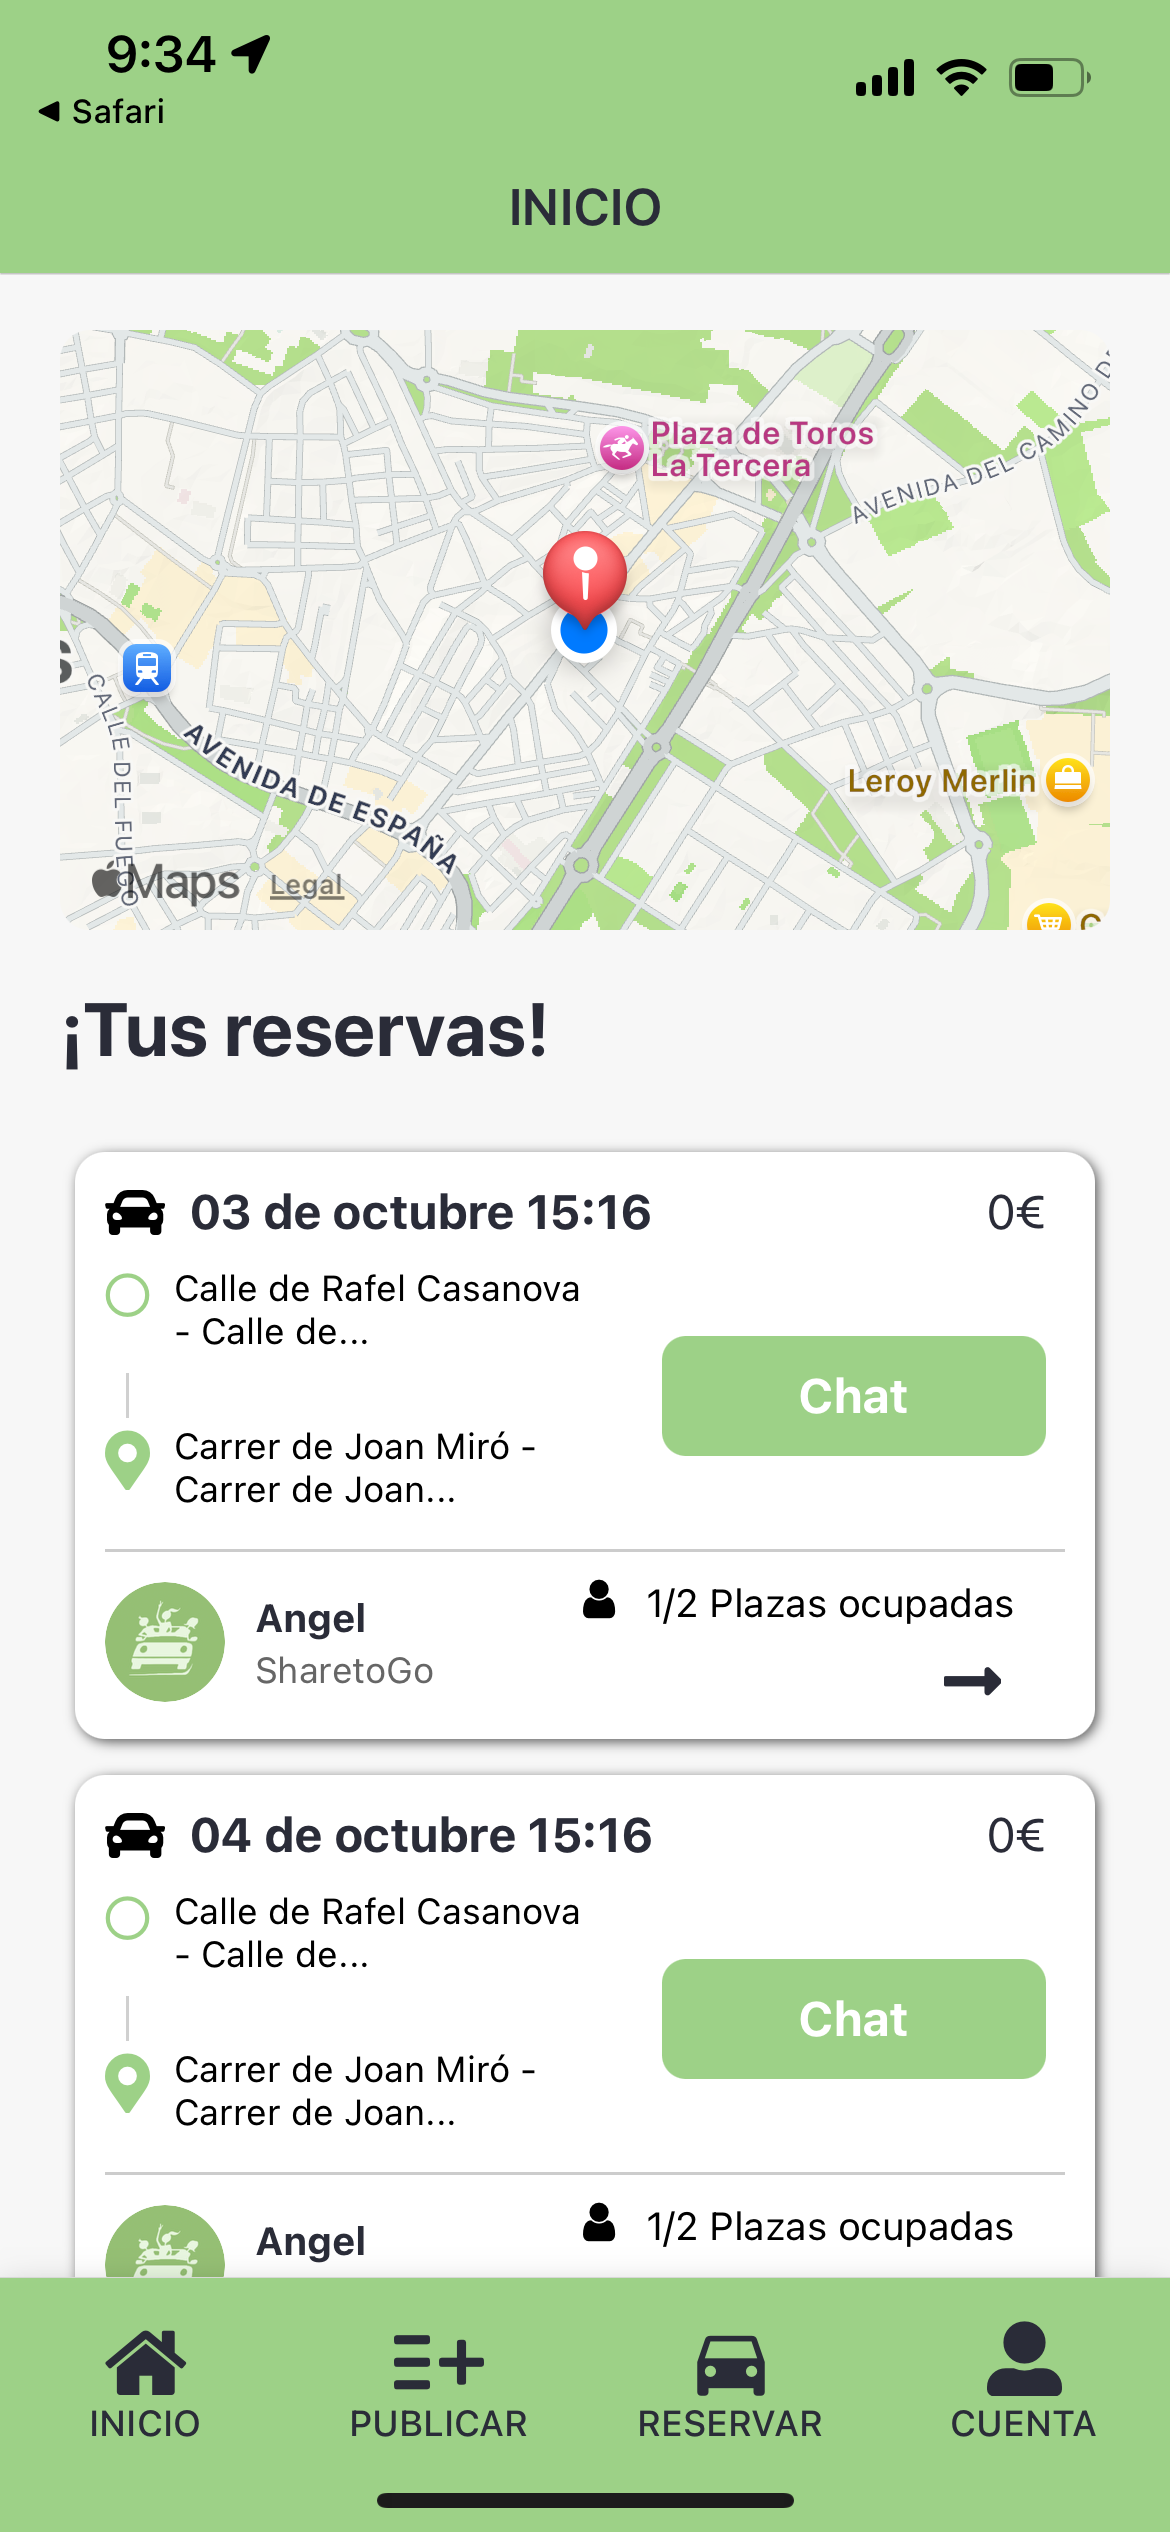 9:34
Safari
INICIO
Plaza de Toros
La Tercera
AVENIDA DEL CAMINO D
CALLE DEL FUEGO
AVENIDA DE ESPAÑA
Leroy Merlin
Maps
Legal
¡Tus reservas!
03 de octubre 15:16
0€
Calle de Rafel Casanova
- Calle de...
Chat
Carrer de Joan Miró -
Carrer de Joan...
Angel
1/2 Plazas ocupadas
SharetoGo
04 de octubre 15:16
0€
Calle de Rafel Casanova
- Calle de...
Chat
Carrer de Joan Miró -
Carrer de Joan...
Angel
1/2 Plazas ocupadas
INICIO
PUBLICAR
RESERVAR
CUENTA